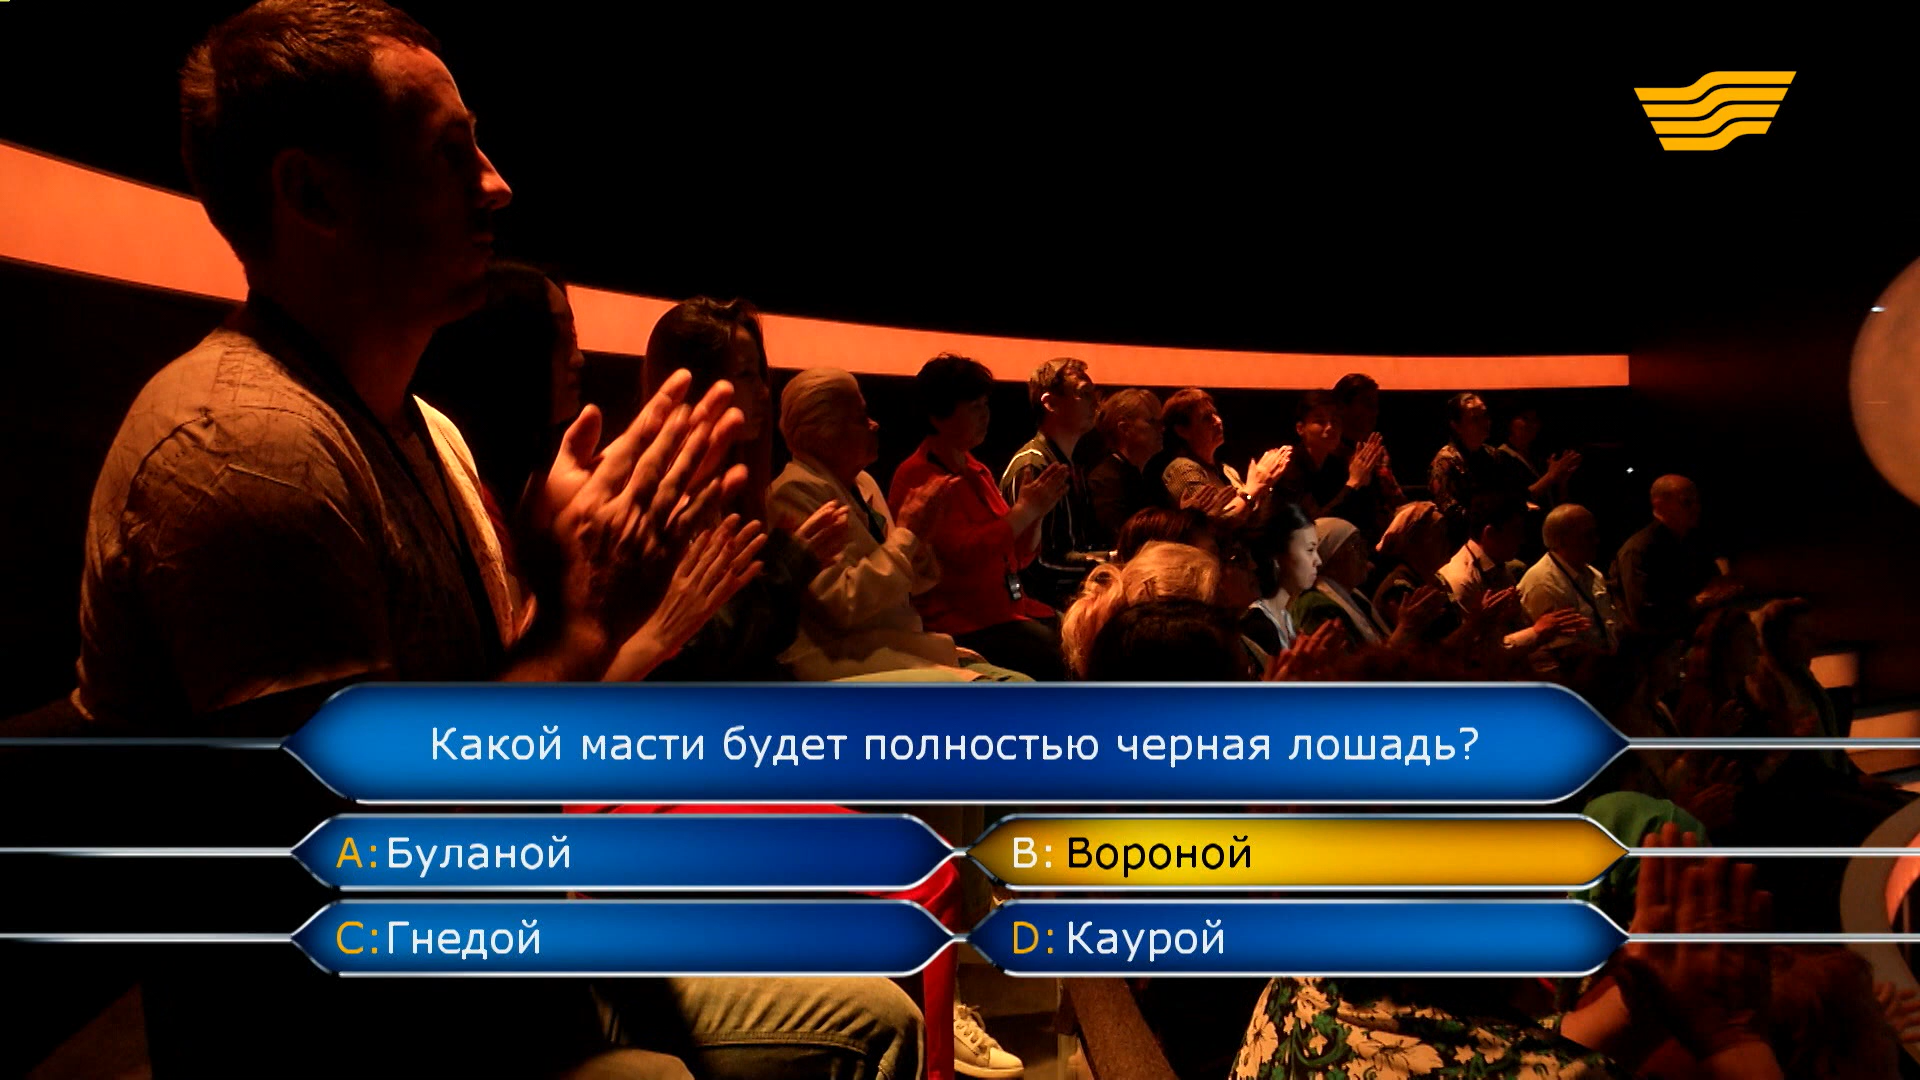 Какой масти будет полностью черная лошадь?
A: Буланой
B: Вороной
C: Гнедой
D: Каурой